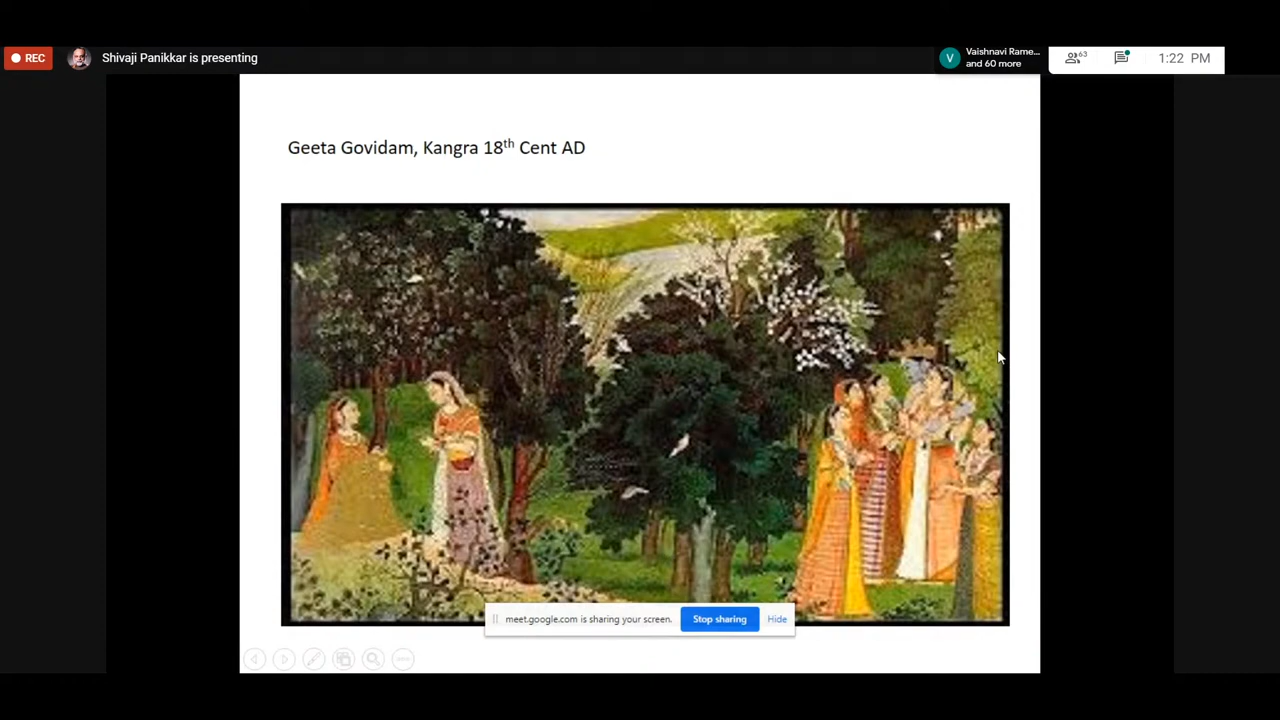 REC
Shivaji Panikkar is presenting
V
Vaishnavi Rame...
and 60 more
63
1:22 PM
Geeta Govidam, Kangra 18th Cent AD
meet.google.com is sharing your screen.
Stop sharing
Hide